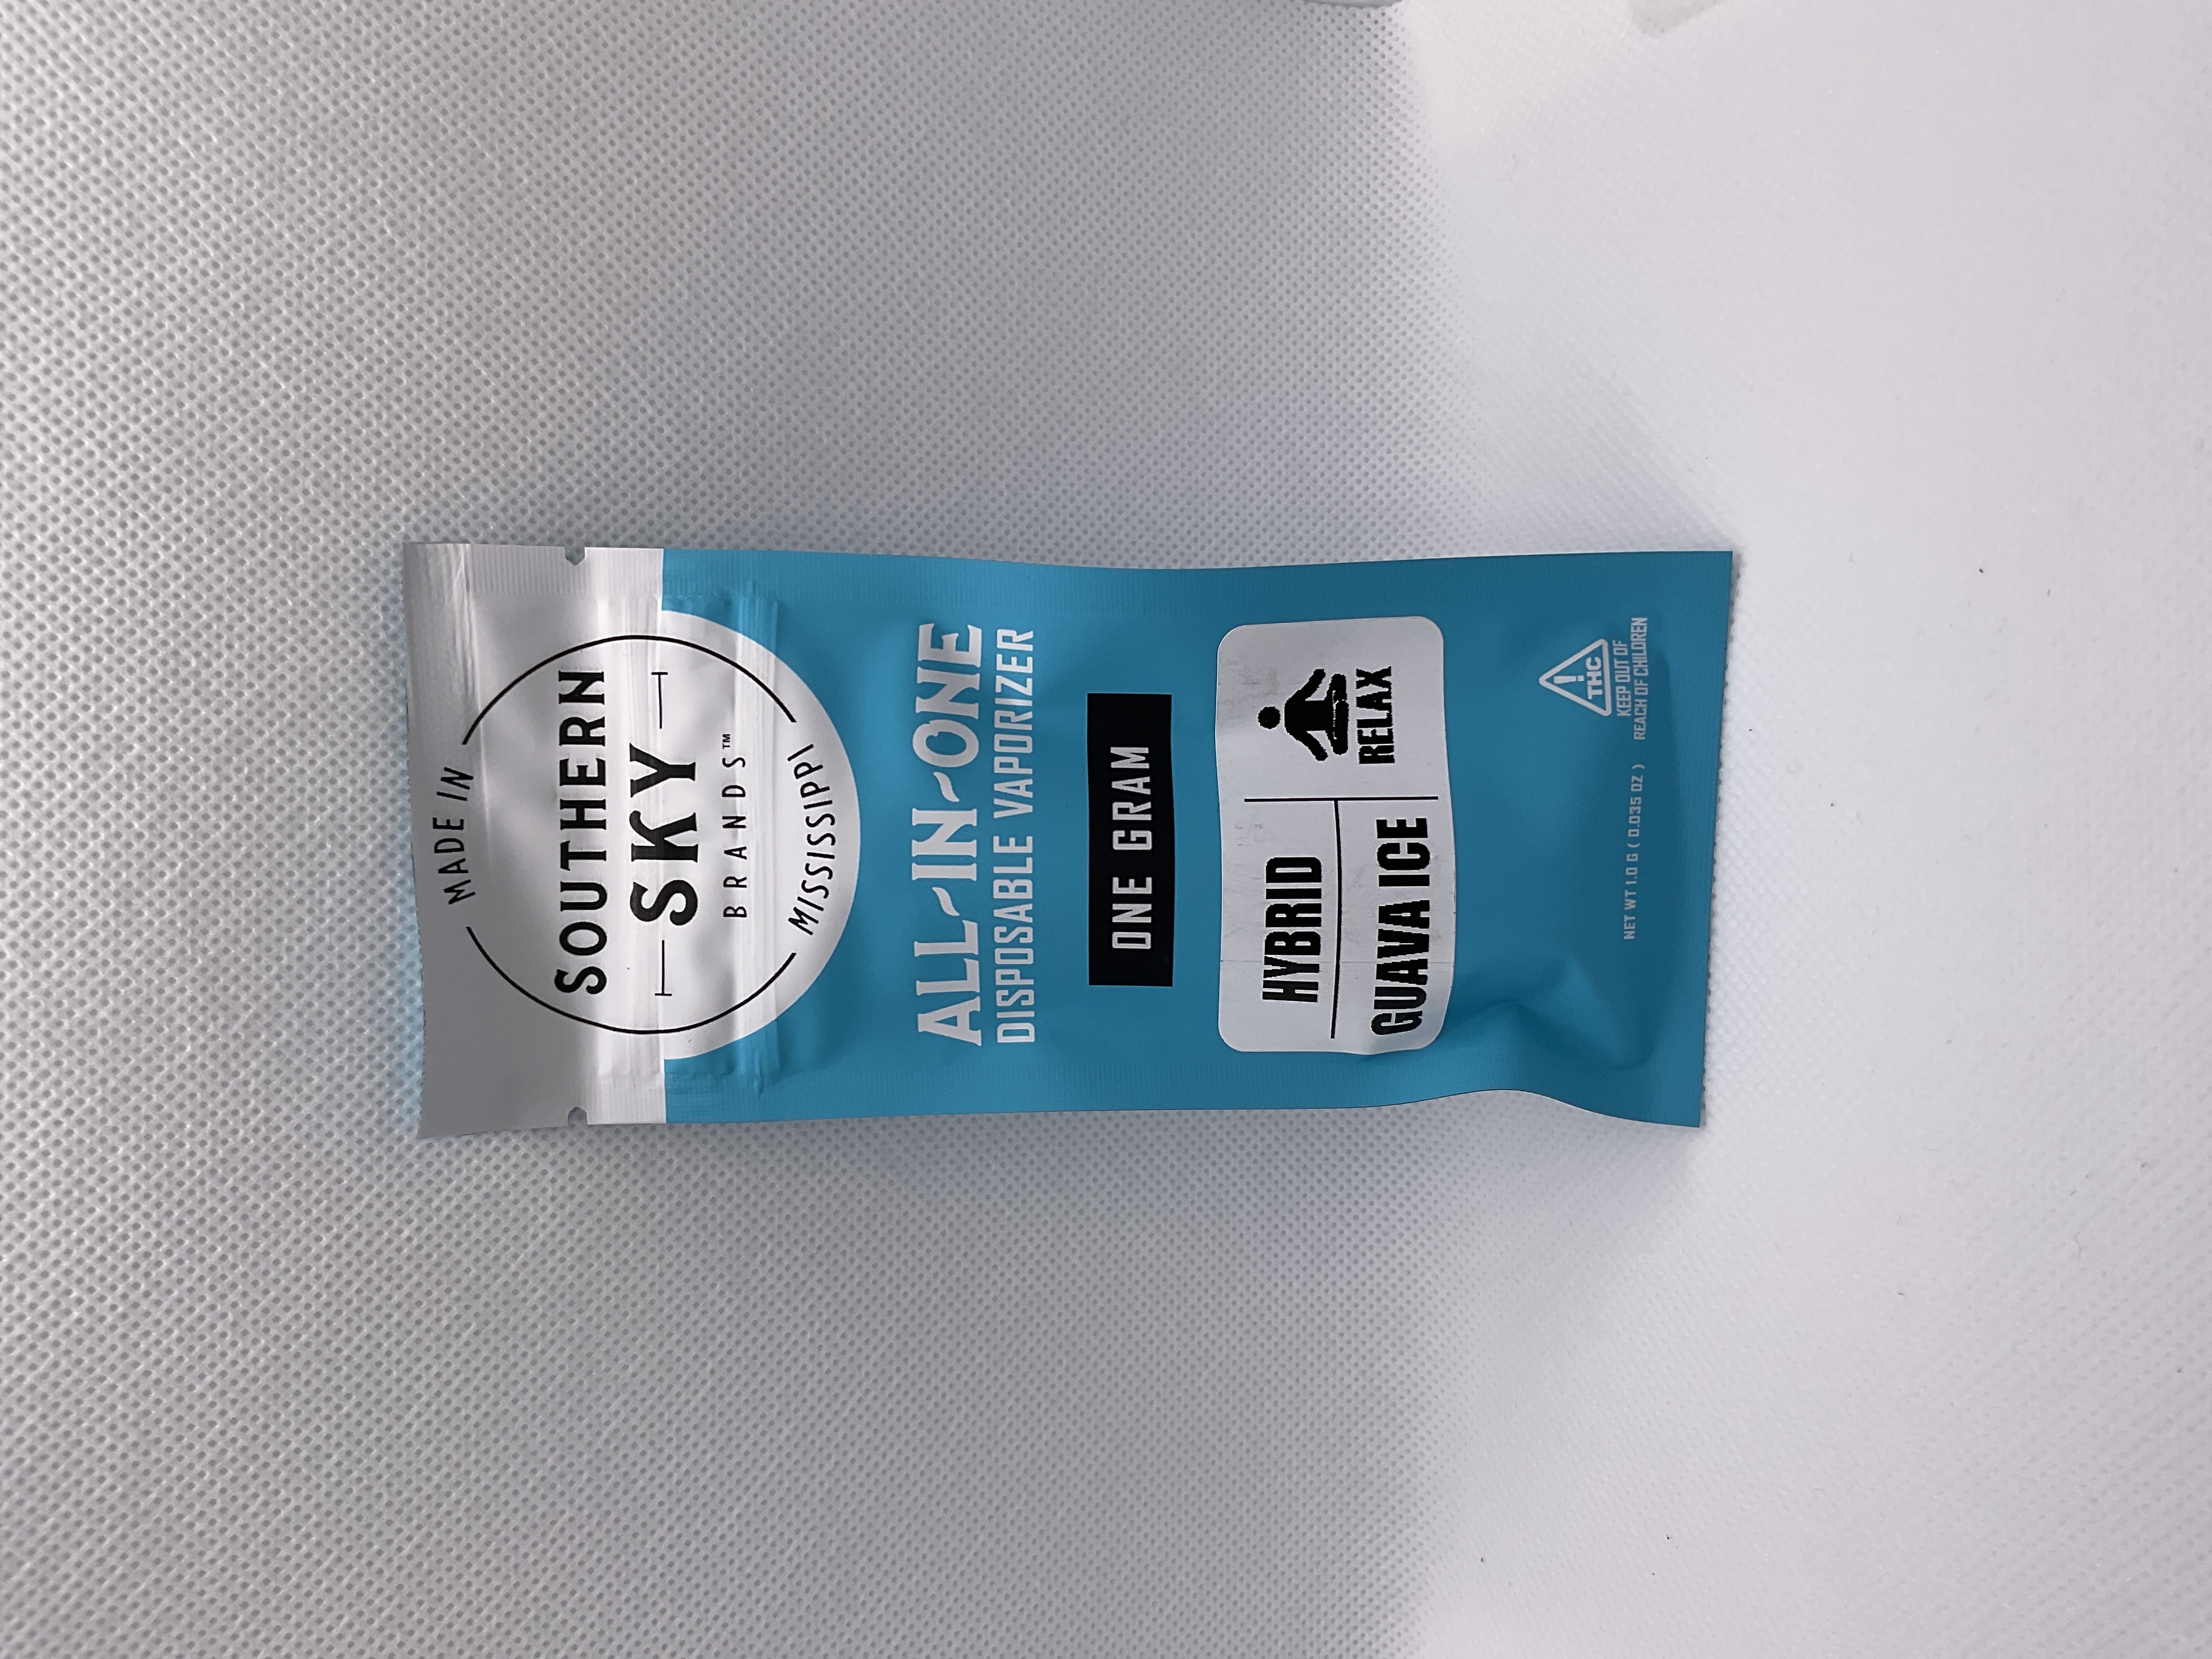 MADE IN
SOUTHERN
SKY
BRANDS™
MISSISSIPPI
ALL-IN-ONE
DISPOSABLE VAPORIZER
ONE GRAM
HYBRID
GUAVA ICE
RELAX
! THC
KEEP OUT OF
REACH OF CHILDREN
NET WT 1.0 G ( 0.035 OZ )